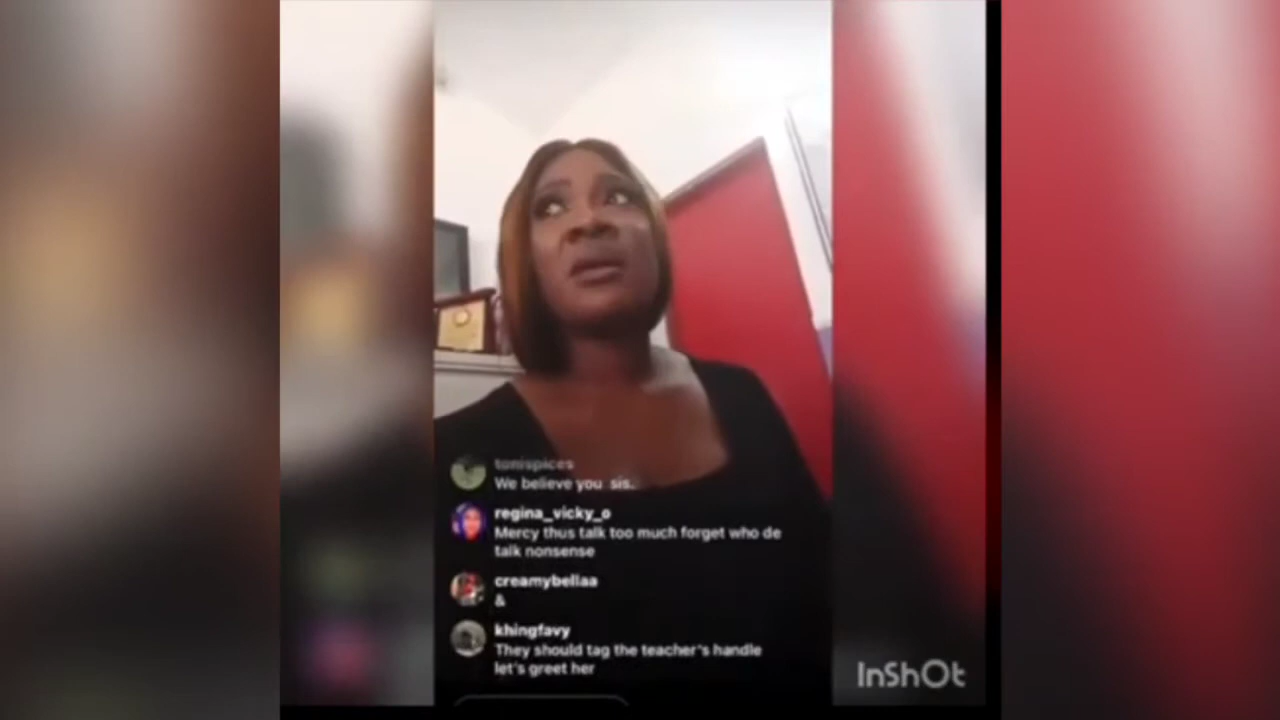 tonispices
We believe you sis.
regina_vicky_o
Mercy thus talk too much forget who de
talk nonsense
creamybellaa
&
khingfavy
They should tag the teacher's handle
let's greet her
InShOt